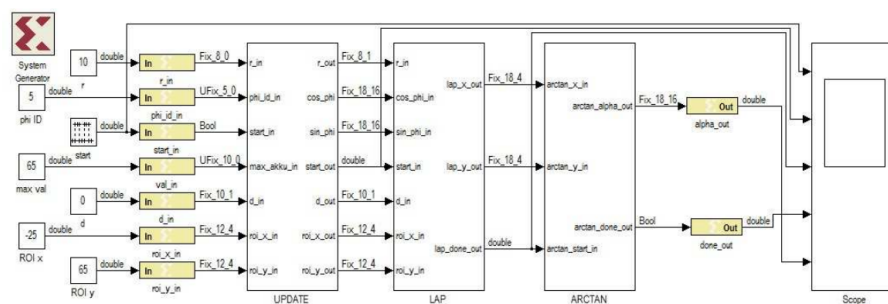 System
Generator
10
r
double
In
r_in
Fix_8_0
5
phi ID
double
In
phi_id_in
UFix_5_0
start
double
In
start_in
Bool
65
max val
double
In
val_in
UFix_10_0
0
d
double
In
d_in
Fix_10_1
-25
ROI x
double
In
roi_x_in
Fix_12_4
65
ROI y
double
In
roi_y_in
Fix_12_4
r_in
phi_id_in
start_in
max_akku_in
d_in
roi_x_in
roi_y_in
r_out
cos_phi
sin_phi
start_out
d_out
roi_x_out
roi_y_out
UPDATE
Fix_8_1
Fix_18_16
Fix_18_16
double
Fix_10_1
Fix_12_4
Fix_12_4
r_in
cos_phi_in
sin_phi_in
start_in
d_in
roi_x_in
roi_y_in
lap_x_out
lap_y_out
lap_done_out
LAP
Fix_18_4
Fix_18_4
double
arctan_x_in
arctan_y_in
arctan_start_in
arctan_alpha_out
arctan_done_out
ARCTAN
Fix_18_16
Out
alpha_out
double
Bool
Out
done_out
double
Scope